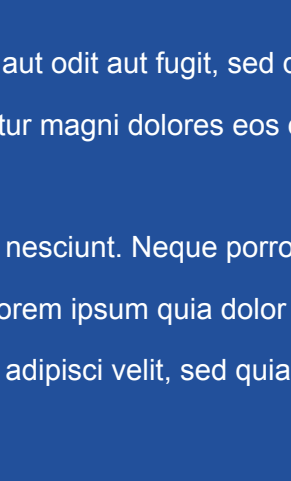 aut odit aut fugit, sed
tur magni dolores eos
nesciunt. Neque porro
orem ipsum quia dolor
adipisci velit, sed quia